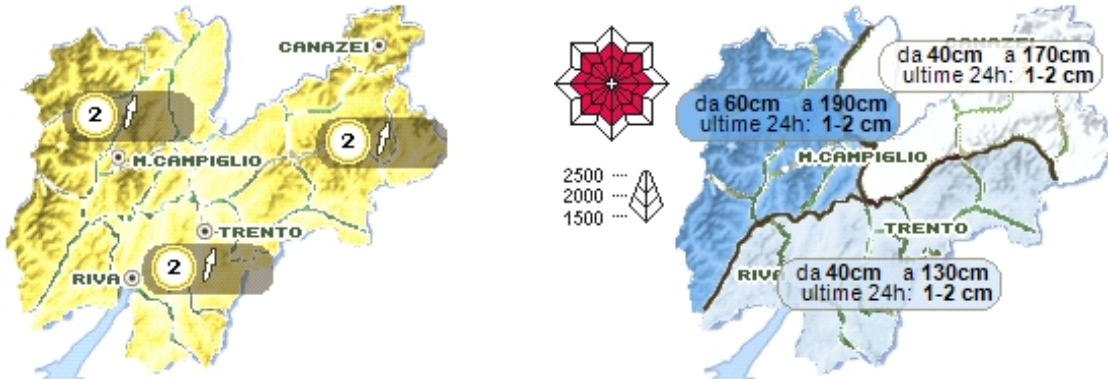 CANAZEI
2
2
M.CAMPIGLIO
TRENTO
2
RIVA
2500
2000
1500
CANAZEI
da 40cm a 170cm
ultime 24h: 1-2 cm
da 60cm a 190cm
ultime 24h: 1-2 cm
M.CAMPIGLIO
TRENTO
RIVA
da 40cm a 130cm
ultime 24h: 1-2 cm